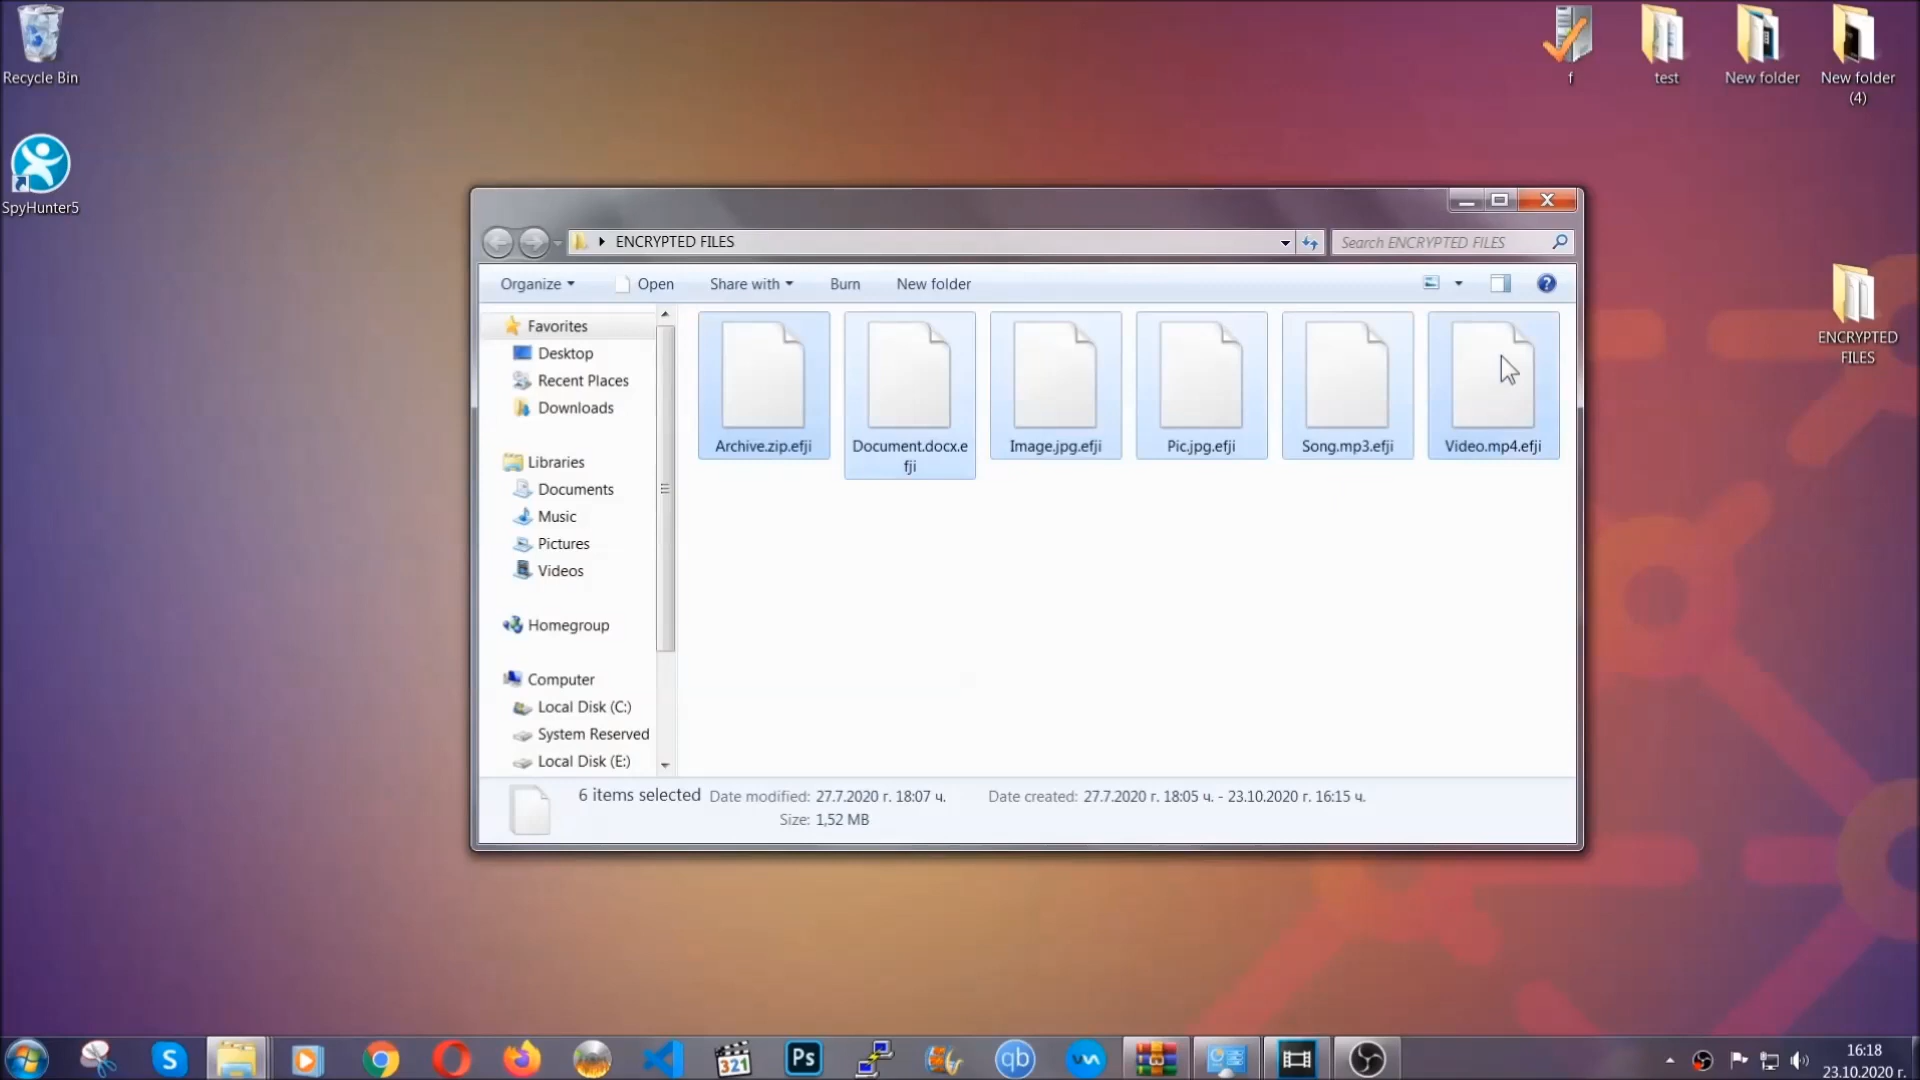 Recycle Bin
SpyHunter5
f
test
New folder
New folder
(4)
ENCRYPTED
FILES
ENCRYPTED FILES
Search ENCRYPTED FILES
Organize
Open
Share with
Burn
New folder
Favorites
Desktop
Recent Places
Downloads
Libraries
Documents
Music
Pictures
Videos
Homegroup
Computer
Local Disk (C:)
System Reserved
Local Disk (E:)
Archive.zip.efji
Document.docx.e
fji
Image.jpg.efji
Pic.jpg.efji
Song.mp3.efji
Video.mp4.efji
6 items selected Date modified: 27.7.2020 г. 18:07 ч. Date created: 27.7.2020 г. 18:05 ч. - 23.10.2020 г. 16:15 ч.
Size: 1,52 MB
S
321
Ps
qb
16:18
23.10.2020 г.